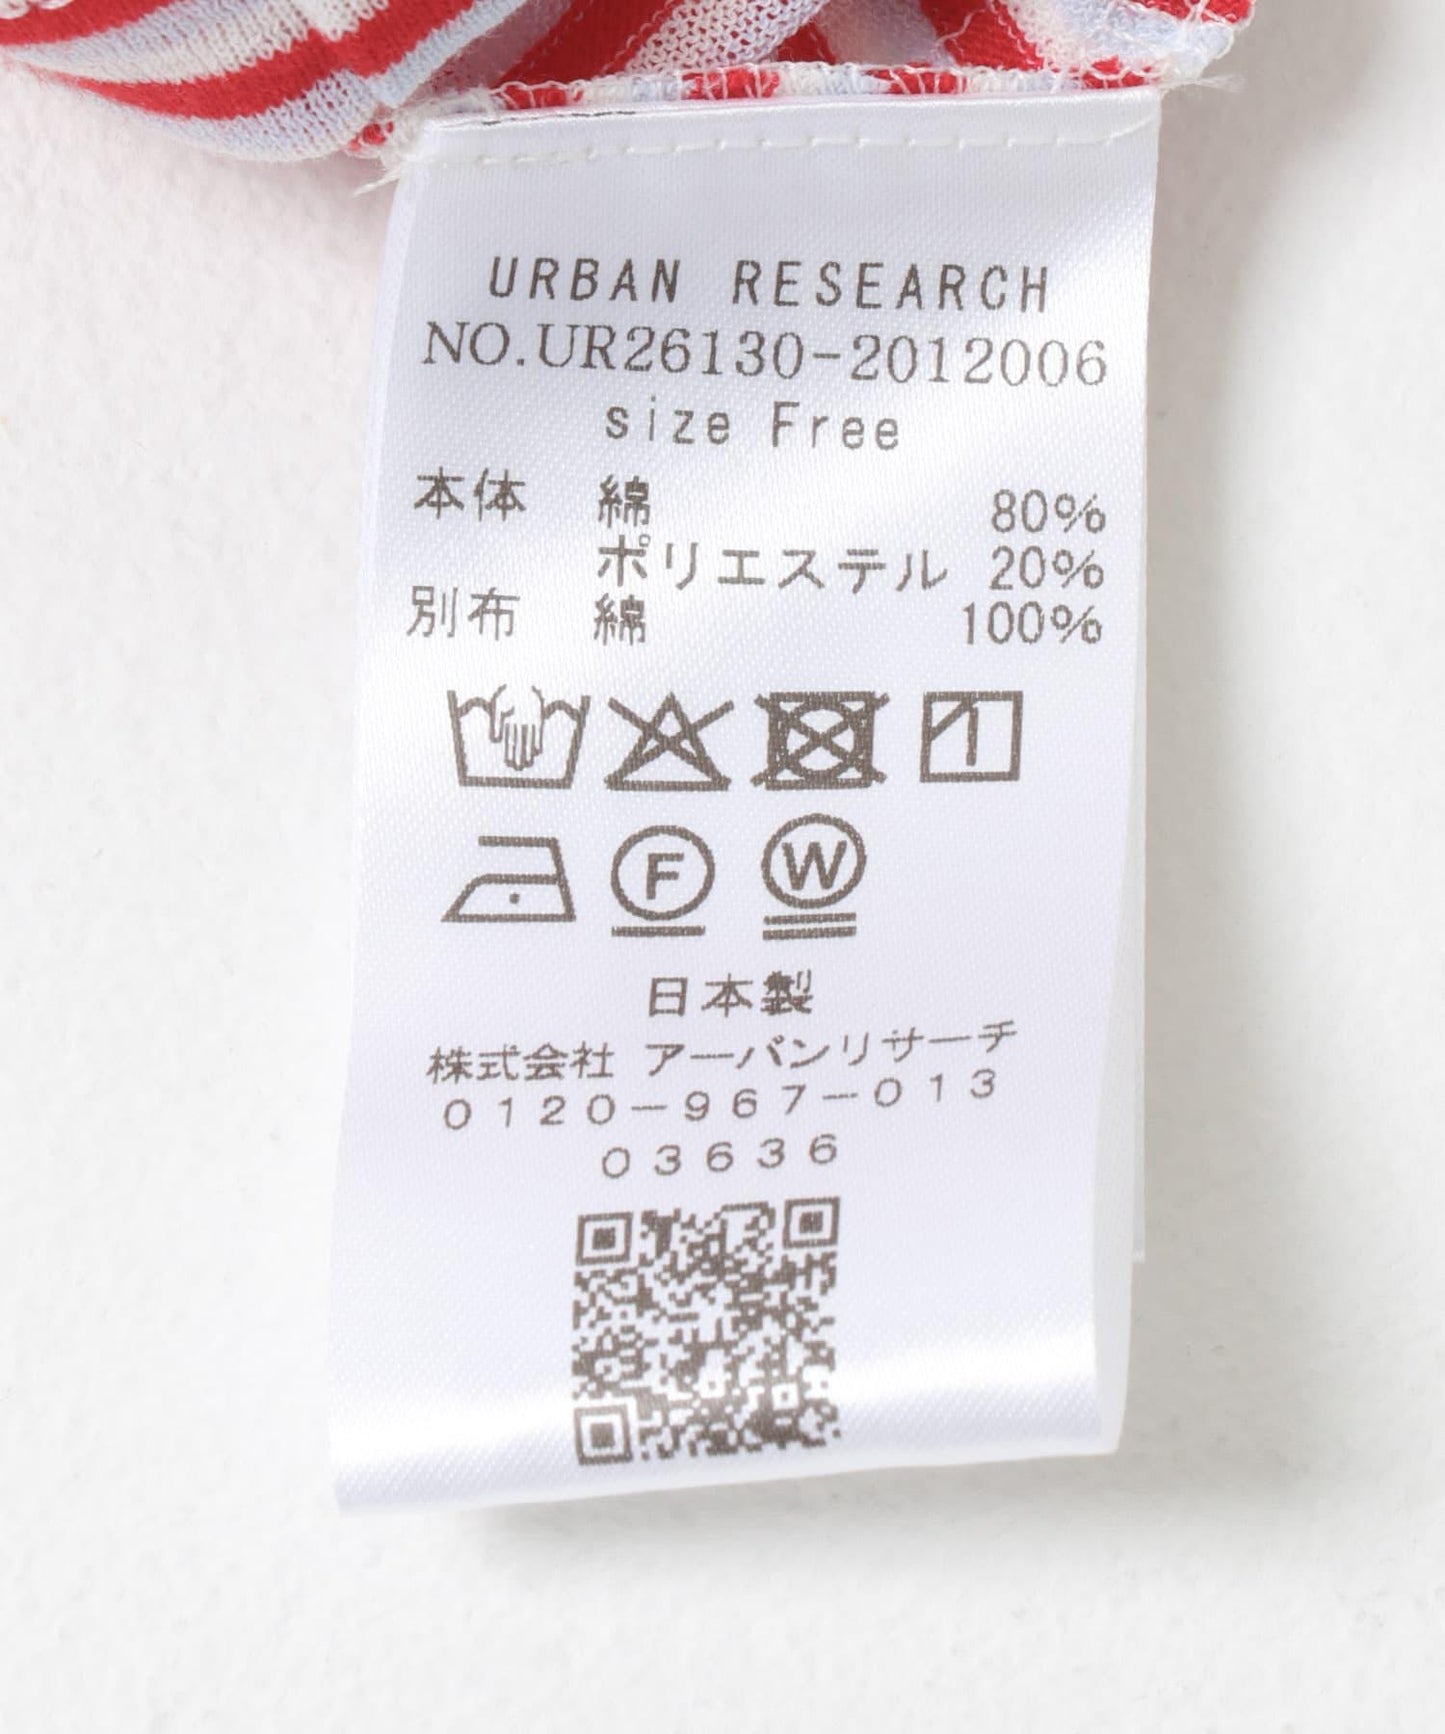 URBAN RESEARCH
NO.UR26130-2012006
size Free
本体 綿 80%
ポリエステル 20%
別布 綿 100%
F W
日本製
株式会社 アーバンリサーチ
0120-967-013
03636